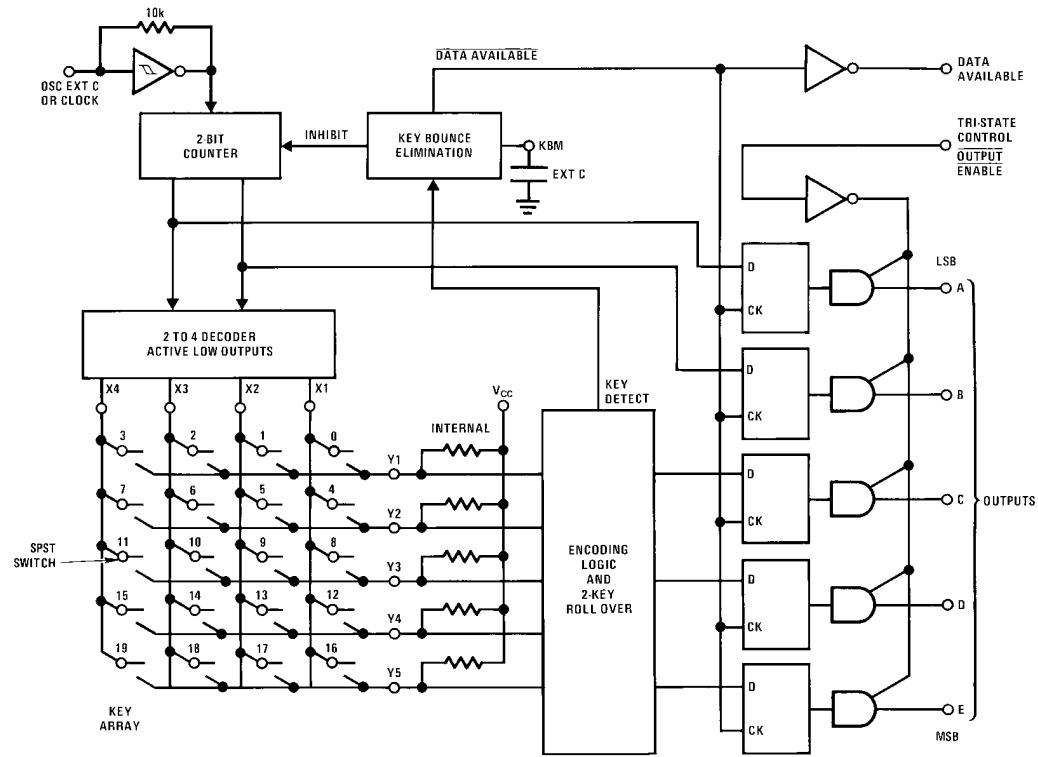 10k
OSC EXT C
OR CLOCK
DATA AVAILABLE
DATA
AVAILABLE
2-BIT
COUNTER
INHIBIT
KEY BOUNCE
ELIMINATION
KBM
EXT C
TRI-STATE
CONTROL
OUTPUT
ENABLE
2 TO 4 DECODER
ACTIVE LOW OUTPUTS
X4 X3 X2 X1
VCC
KEY
DETECT
INTERNAL
3 2 1 0 Y1
7 6 5 4 Y2
SPST
SWITCH
11 10 9 8 Y3
15 14 13 12 Y4
19 18 17 16 Y5
KEY
ARRAY
ENCODING
LOGIC
AND
2-KEY
ROLL OVER
LSB
D
CK
A
D
CK
B
D
CK
C
OUTPUTS
D
CK
D
D
CK
E
MSB